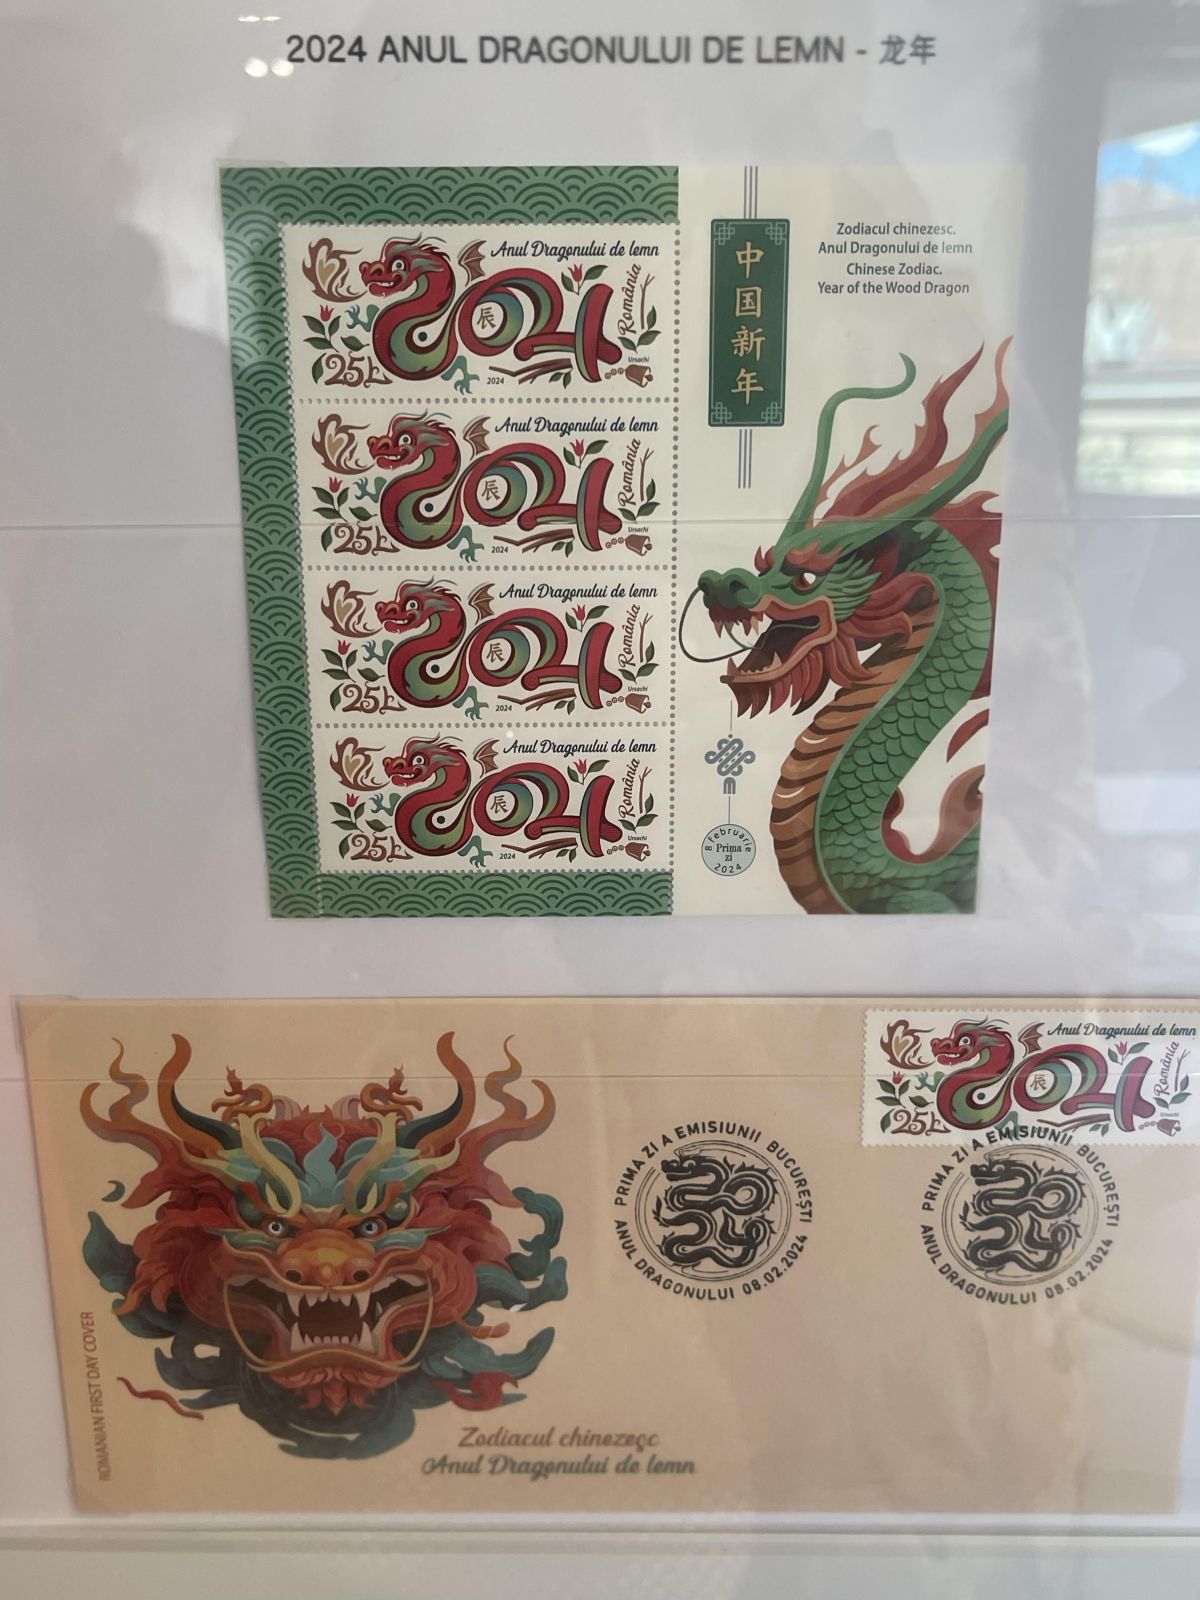 2024 ANUL DRAGONULUI DE LEMN - 龙年
Anul Dragonului de lemn
România
辰
25L
2024
Ursachi
Anul Dragonului de lemn
România
辰
25L
2024
Ursachi
Anul Dragonului de lemn
România
辰
25L
2024
Ursachi
Anul Dragonului de lemn
România
辰
25L
2024
Ursachi
中国新年
Zodiacul chinezesc.
Anul Dragonului de lemn
Chinese Zodiac.
Year of the Wood Dragon
8 februarie
Prima
zi
2024
Anul Dragonului de lemn
România
辰
25L
Ursachi
PRIMA ZI A EMISIUNII BUCUREȘTI
2024
ANUL DRAGONULUI 08.02.2024
PRIMA ZI A EMISIUNII BUCUREȘTI
2024
ANUL DRAGONULUI 08.02.2024
ROMANIAN FIRST DAY COVER
Zodiacul chinezesc
Anul Dragonului de lemn